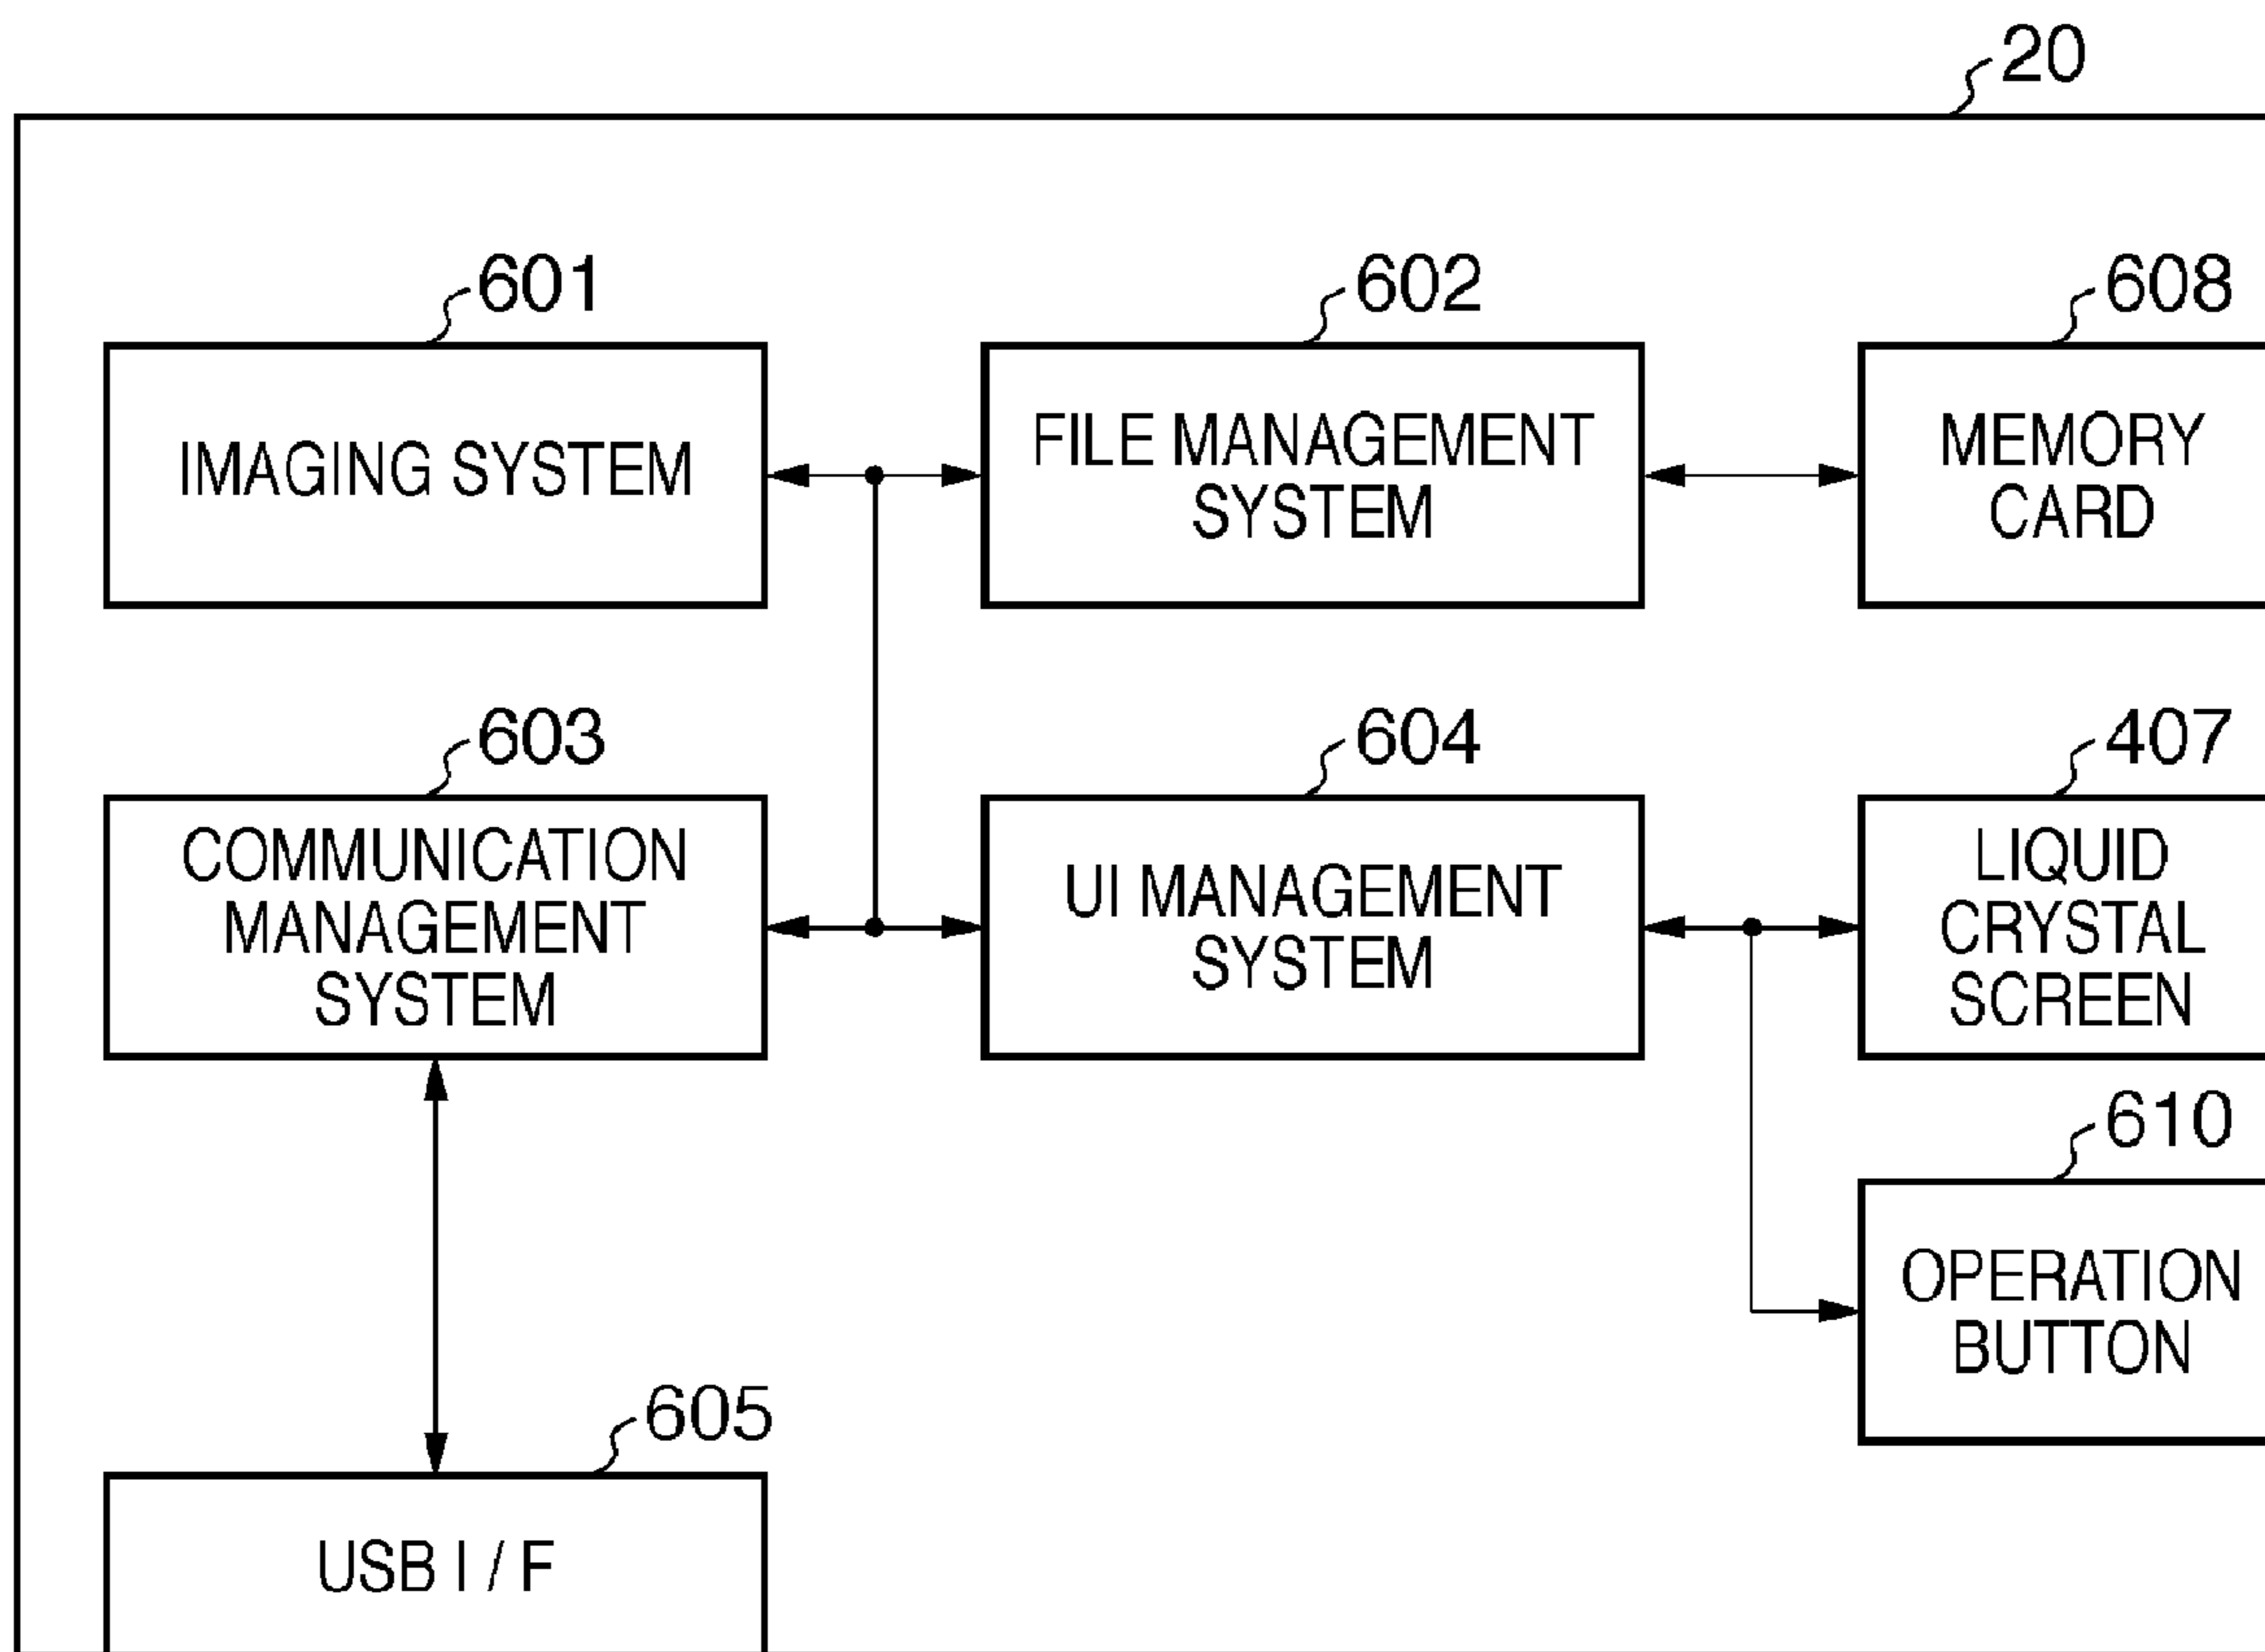 20
601
602
608
IMAGING SYSTEM
FILE MANAGEMENT
SYSTEM
MEMORY
CARD
603
604
407
COMMUNICATION
MANAGEMENT
SYSTEM
UI MANAGEMENT
SYSTEM
LIQUID
CRYSTAL
SCREEN
610
OPERATION
BUTTON
605
USB I / F